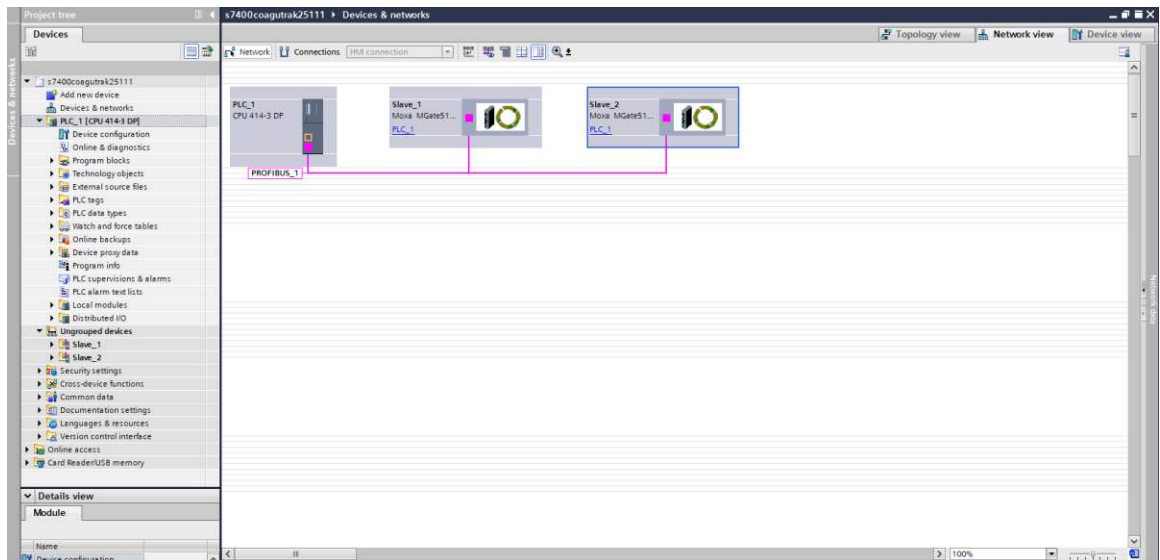 Project tree
s7400coagutrak25111 ▸ Devices & networks
Devices
Topology view
Network view
Device view
Network
Connections
HMI connection
Devices & networks
s7400coagutrak25111
Add new device
Devices & networks
PLC_1 [CPU 414-3 DP]
Device configuration
Online & diagnostics
Program blocks
Technology objects
External source files
PLC tags
PLC data types
Watch and force tables
Online backups
Device proxy data
Program info
PLC supervisions & alarms
PLC alarm text lists
Local modules
Distributed I/O
Ungrouped devices
Slave_1
Slave_2
Security settings
Cross-device functions
Common data
Documentation settings
Languages & resources
Version control interface
Online access
Card Reader/USB memory
Details view
Module
Name
Device configuration
PLC_1
CPU 414-3 DP
Slave_1
Moxa MGate51...
PLC_1
Slave_2
Moxa MGate51...
PLC_1
PROFIBUS_1
Network data
100%